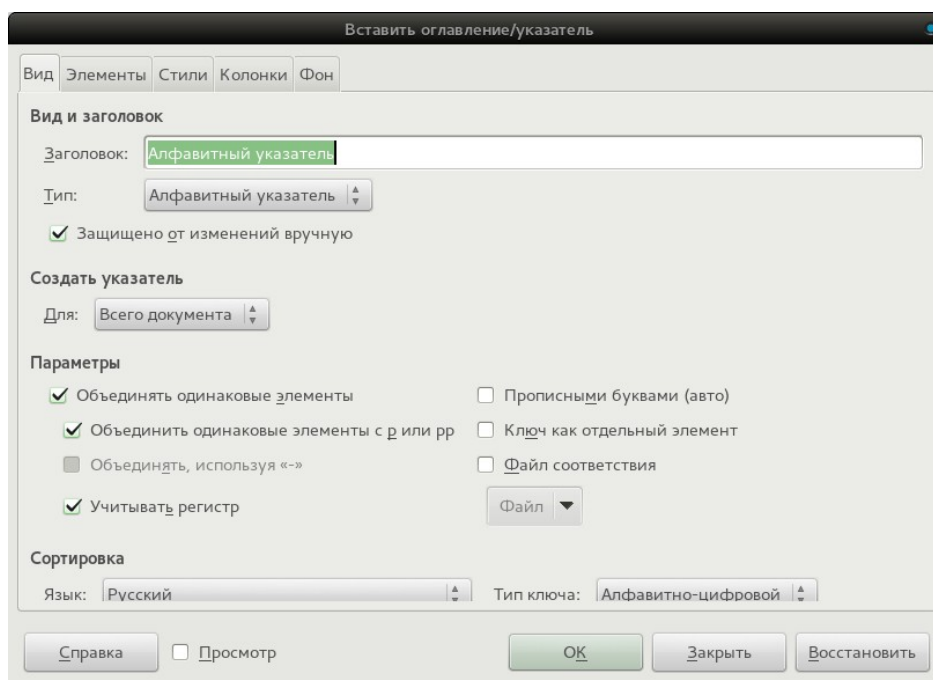 Вставить оглавление/указатель
Вид Элементы Стили Колонки Фон
Вид и заголовок
Заголовок: Алфавитный указатель
Тип: Алфавитный указатель
Защищено от изменений вручную
Создать указатель
Для: Всего документа
Параметры
Объединять одинаковые элементы Прописными буквами (авто)
Объединить одинаковые элементы с p или pp Ключ как отдельный элемент
Объединять, используя «-» Файл соответствия
Учитывать регистр Файл
Сортировка
Язык: Русский Тип ключа: Алфавитно-цифровой
Справка Просмотр OK Закрыть Восстановить